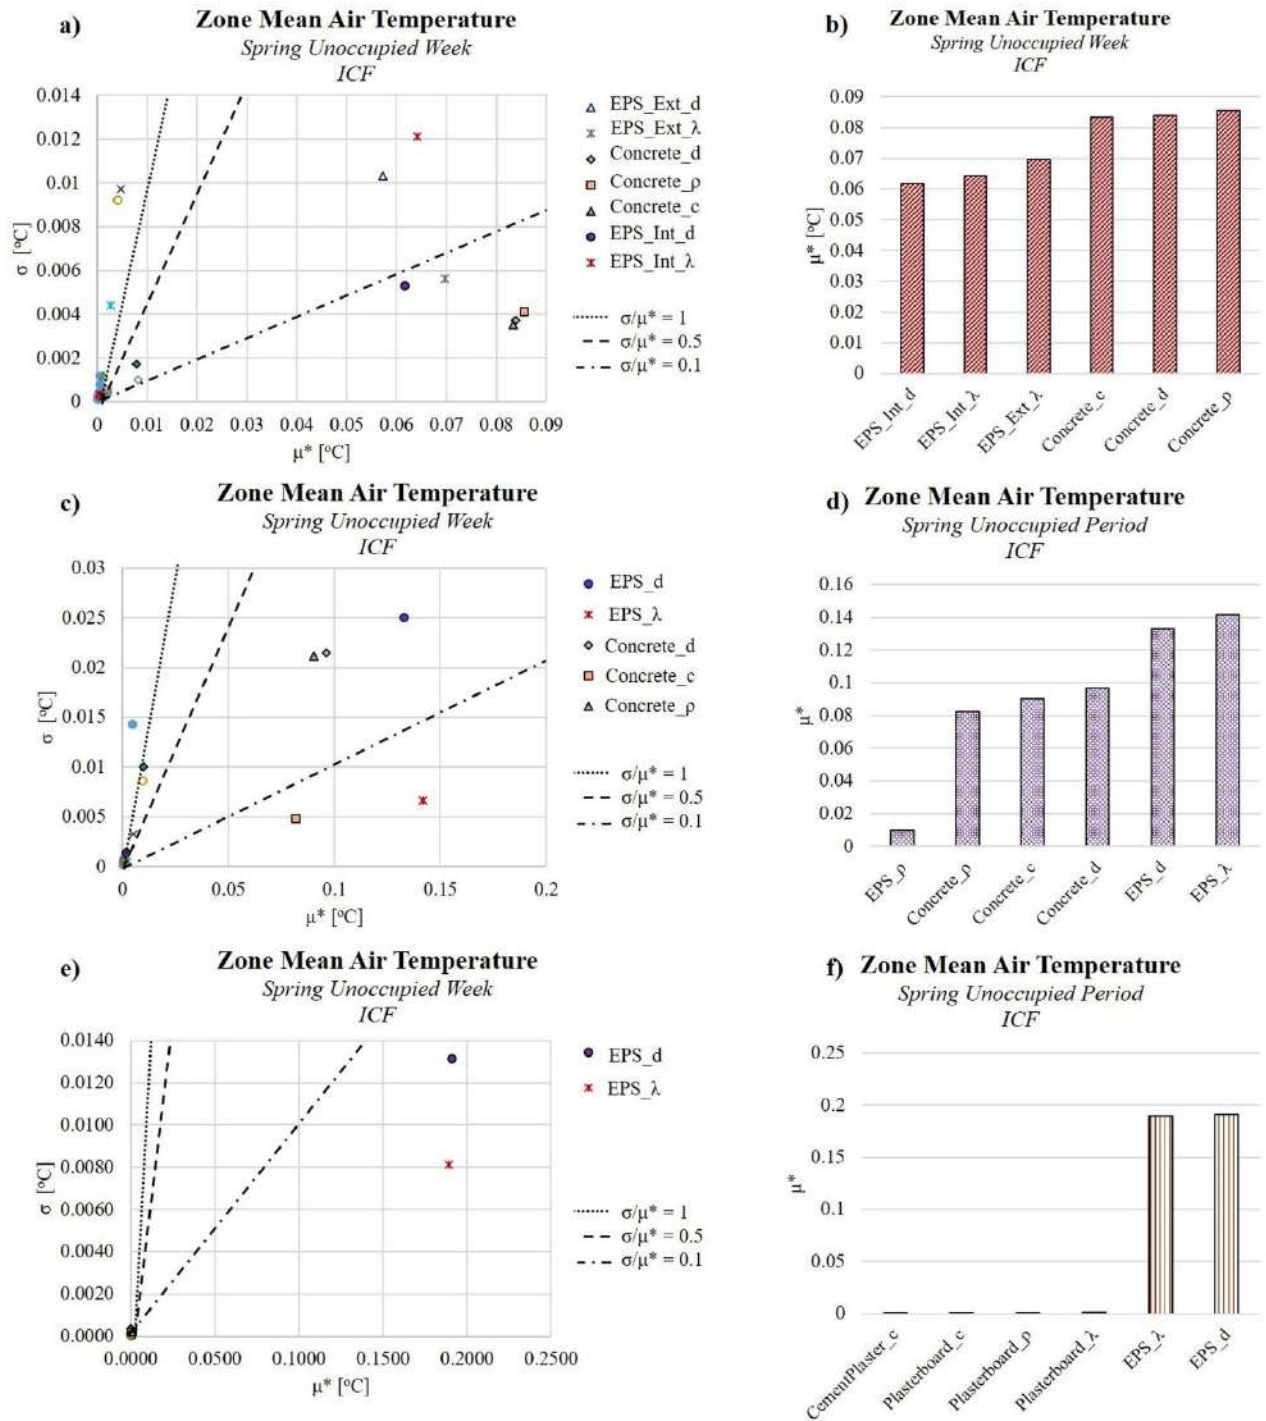 a)
Zone Mean Air Temperature
Spring Unoccupied Week
ICF
0.014
0.012
0.01
0.008
0.006
0.004
0.002
0
σ [°C]
0 0.01 0.02 0.03 0.04 0.05 0.06 0.07 0.08 0.09
μ* [°C]
EPS_Ext_d
EPS_Ext_λ
Concrete_d
Concrete_ρ
Concrete_c
EPS_Int_d
EPS_Int_λ
σ/μ* = 1
σ/μ* = 0.5
σ/μ* = 0.1
b)
Zone Mean Air Temperature
Spring Unoccupied Week
ICF
0.09
0.08
0.07
0.06
0.05
0.04
0.03
0.02
0.01
0
μ* [°C]
EPS_Int_d
EPS_Int_λ
EPS_Ext_λ
Concrete_c
Concrete_d
Concrete_ρ
c)
Zone Mean Air Temperature
Spring Unoccupied Week
ICF
0.03
0.025
0.02
0.015
0.01
0.005
0
σ [°C]
0 0.05 0.1 0.15 0.2
μ* [°C]
EPS_d
EPS_λ
Concrete_d
Concrete_c
Concrete_ρ
σ/μ* = 1
σ/μ* = 0.5
σ/μ* = 0.1
d) Zone Mean Air Temperature
Spring Unoccupied Period
ICF
0.16
0.14
0.12
0.1
0.08
0.06
0.04
0.02
0
μ*
EPS_ρ
Concrete_ρ
Concrete_c
Concrete_d
EPS_d
EPS_λ
e)
Zone Mean Air Temperature
Spring Unoccupied Week
ICF
0.0140
0.0120
0.0100
0.0080
0.0060
0.0040
0.0020
0.0000
σ [°C]
0.0000 0.0500 0.1000 0.1500 0.2000 0.2500
μ* [°C]
EPS_d
EPS_λ
σ/μ* = 1
σ/μ* = 0.5
σ/μ* = 0.1
f) Zone Mean Air Temperature
Spring Unoccupied Period
ICF
0.25
0.2
0.15
0.1
0.05
0
μ*
CementPlaster_c
Plasterboard_c
Plasterboard_ρ
Plasterboard_λ
EPS_λ
EPS_d